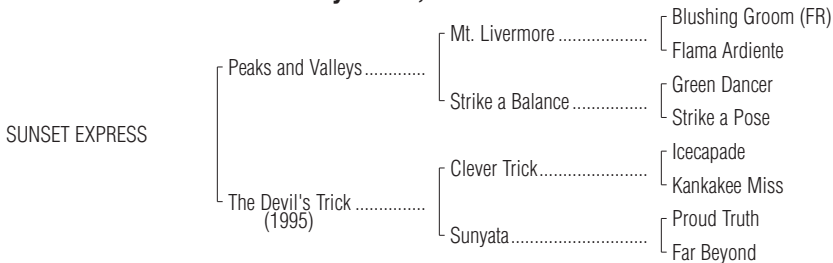 Blushing Groom (FR)
Mt. Livermore ..................
Flama Ardiente
Peaks and Valleys.............
Green Dancer
Strike a Balance.................
Strike a Pose
SUNSET EXPRESS
Icecapade
Clever Trick........................
Kankakee Miss
The Devil's Trick ...............
(1995)
Proud Truth
Sunyata..............................
Far Beyond